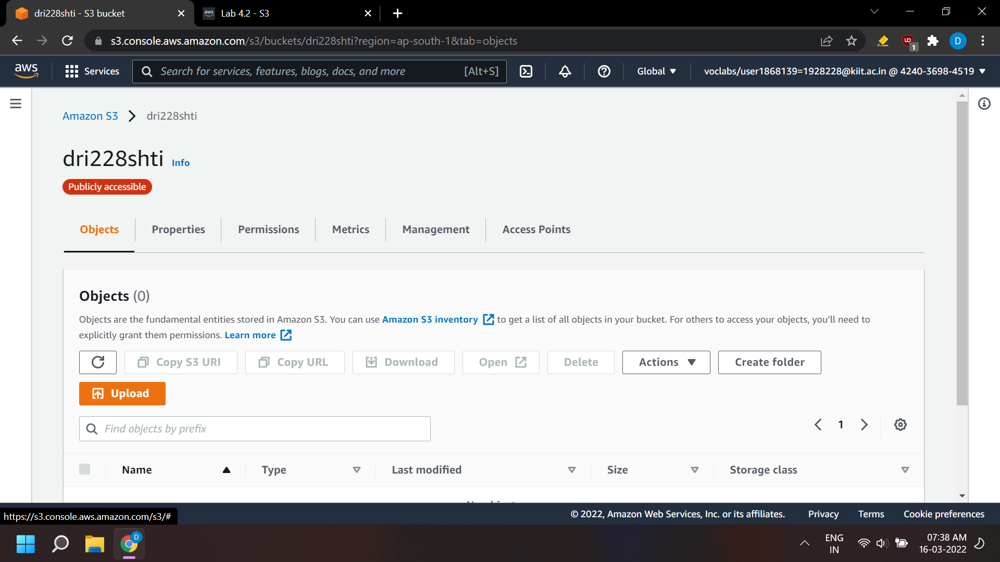 dri228shti - S3 bucket
aws Lab 4.2 - S3
s3.console.aws.amazon.com/s3/buckets/dri228shti?region=ap-south-1&tab=objects
1
D
aws
Services
Search for services, features, blogs, docs, and more [Alt+S]
Global
voclabs/user1868139=1928228@kiit.ac.in @ 4240-3698-4519
Amazon S3 dri228shti
dri228shti Info
Publicly accessible
Objects Properties Permissions Metrics Management Access Points
Objects (0)
Objects are the fundamental entities stored in Amazon S3. You can use Amazon S3 inventory to get a list of all objects in your bucket. For others to access your objects, you’ll need to
explicitly grant them permissions. Learn more
Copy S3 URI Copy URL Download Open Delete Actions Create folder
Upload
Find objects by prefix
1
Name Type Last modified Size Storage class
https://s3.console.aws.amazon.com/s3/#
© 2022, Amazon Web Services, Inc. or its affiliates. Privacy Terms Cookie preferences
D
ENG
IN
07:38 AM
16-03-2022